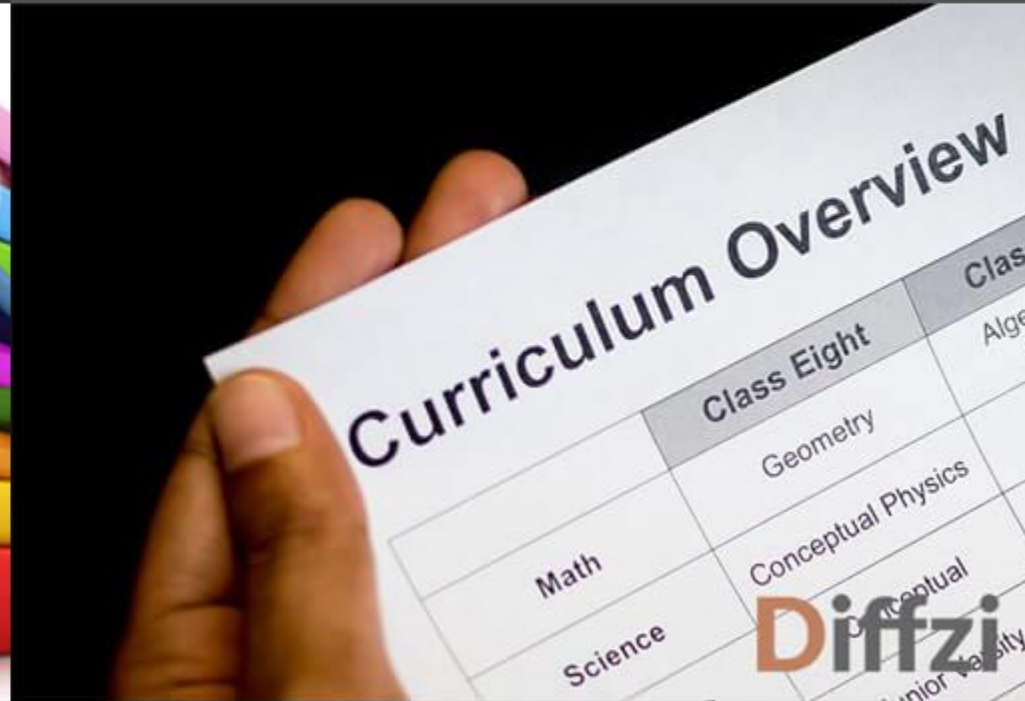 Curriculum Overview
Class Eight
Math
Geometry
Science
Conceptual Physics
Diffzi